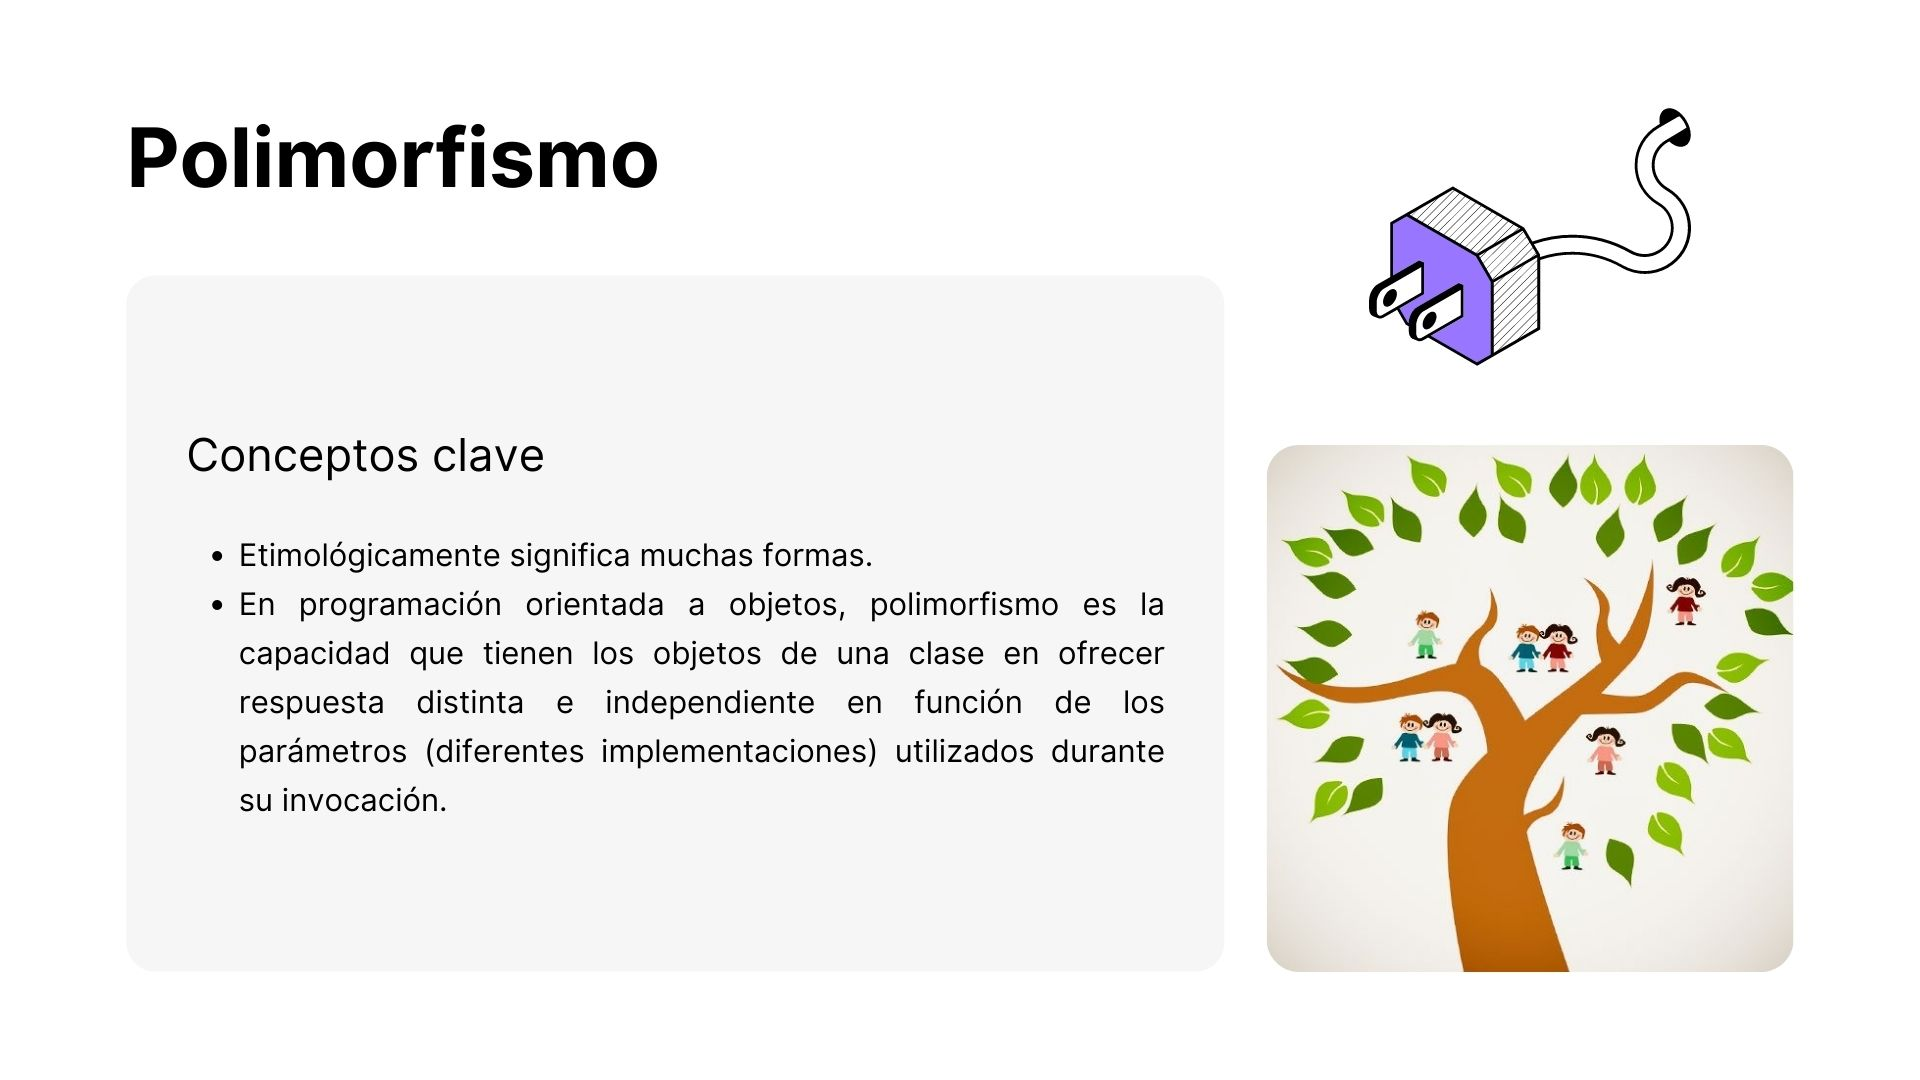 Polimorfismo
Conceptos clave
• Etimológicamente significa muchas formas.
• En programación orientada a objetos, polimorfismo es la
capacidad que tienen los objetos de una clase en ofrecer
respuesta distinta e independiente en función de los
parámetros (diferentes implementaciones) utilizados durante
su invocación.